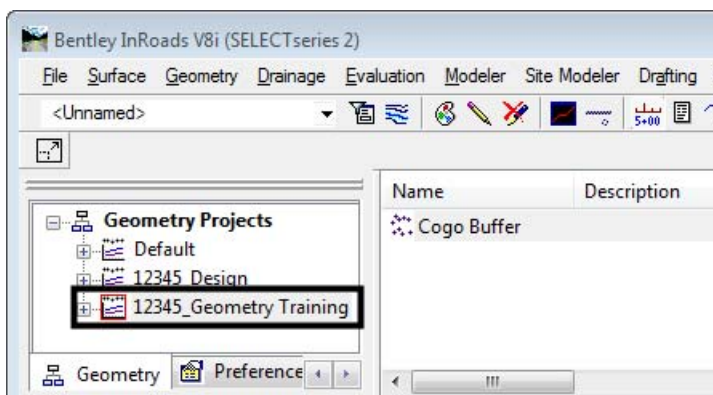 Bentley InRoads V8i (SELECTseries 2)
File Surface Geometry Drainage Evaluation Modeler Site Modeler Drafting
<Unnamed>
5+00
Name Description
Cogo Buffer
Geometry Projects
Default
12345_Design
12345_Geometry Training
Geometry Preference